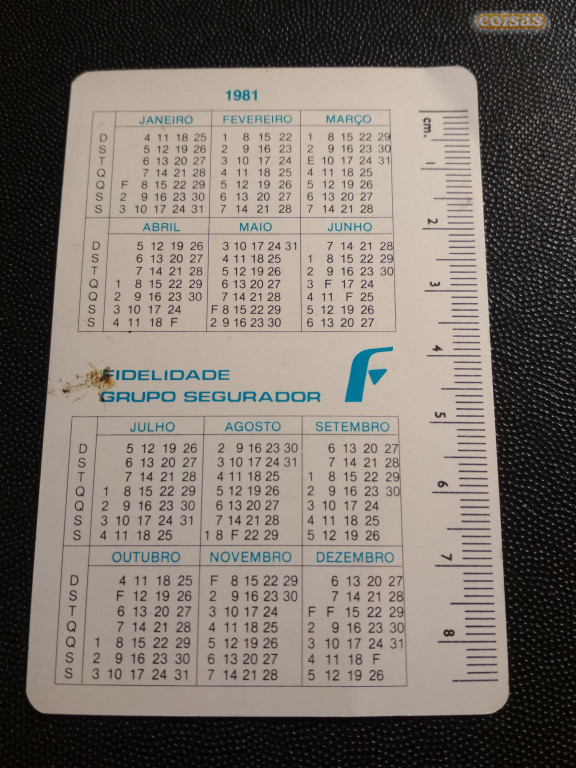 coisas
1981
JANEIRO FEVEREIRO MARÇO
D 4 11 18 25 1 8 15 22 1 8 15 22 29
S 5 12 19 26 2 9 16 23 2 9 16 23 30
T 6 13 20 27 3 10 17 24 E 10 17 24 31
Q 7 14 21 28 4 11 18 25 4 11 18 25
Q F 8 15 22 29 5 12 19 26 5 12 19 26
S 2 9 16 23 30 6 13 20 27 6 13 20 27
S 3 10 17 24 31 7 14 21 28 7 14 21 28
ABRIL MAIO JUNHO
D 5 12 19 26 3 10 17 24 31 7 14 21 28
S 6 13 20 27 4 11 18 25 1 8 15 22 29
T 7 14 21 28 5 12 19 26 2 9 16 23 30
Q 1 8 15 22 29 6 13 20 27 3 F 17 24
Q 2 9 16 23 30 7 14 21 28 4 11 F 25
S 3 10 17 24 F 8 15 22 29 5 12 19 26
S 4 11 18 F 2 9 16 23 30 6 13 20 27
FIDELIDADE
GRUPO SEGURADOR
F
JULHO AGOSTO SETEMBRO
D 5 12 19 26 2 9 16 23 30 6 13 20 27
S 6 13 20 27 3 10 17 24 31 7 14 21 28
T 7 14 21 28 4 11 18 25 1 8 15 22 29
Q 1 8 15 22 29 5 12 19 26 2 9 16 23 30
Q 2 9 16 23 30 6 13 20 27 3 10 17 24
S 3 10 17 24 31 7 14 21 28 4 11 18 25
S 4 11 18 25 1 8 F 22 29 5 12 19 26
OUTUBRO NOVEMBRO DEZEMBRO
D 4 11 18 25 F 8 15 22 29 6 13 20 27
S F 12 19 26 2 9 16 23 30 7 14 21 28
T 6 13 20 27 3 10 17 24 F F 15 22 29
Q 7 14 21 28 4 11 18 25 2 9 16 23 30
Q 1 8 15 22 29 5 12 19 26 3 10 17 24 31
S 2 9 16 23 30 6 13 20 27 4 11 18 F
S 3 10 17 24 31 7 14 21 28 5 12 19 26
cm. 1 2 3 4 5 6 7 8